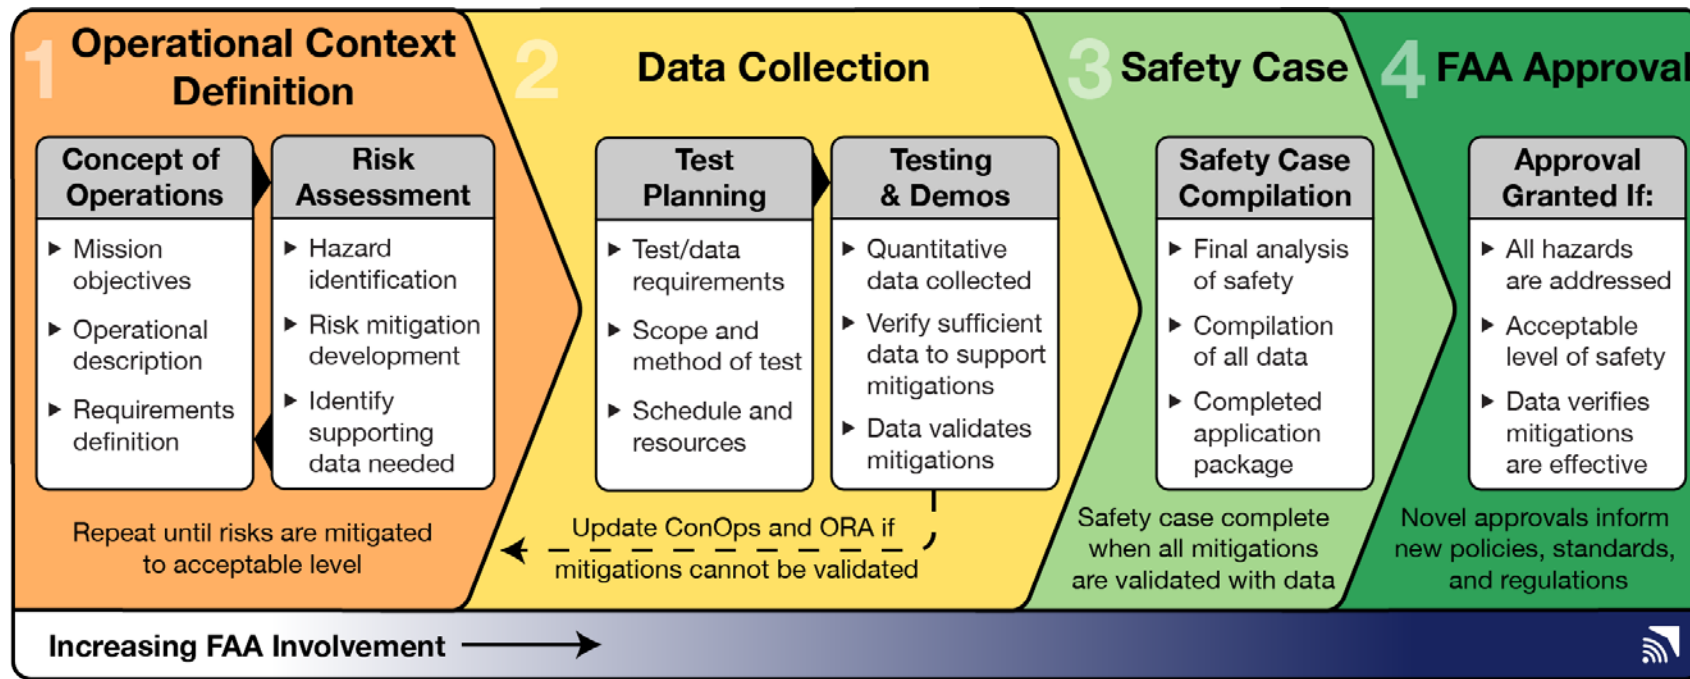 1 Operational Context
Definition
Concept of
Operations
Mission
objectives
Operational
description
Requirements
definition
Risk
Assessment
Hazard
identification
Risk mitigation
development
Identify
supporting
data needed
Repeat until risks are mitigated
to acceptable level
2 Data Collection
Test
Planning
Test/data
requirements
Scope and
method of test
Schedule and
resources
Testing
& Demos
Quantitative
data collected
Verify sufficient
data to support
mitigations
Data validates
mitigations
Update ConOps and ORA if
mitigations cannot be validated
3 Safety Case
Safety Case
Compilation
Final analysis
of safety
Compilation
of all data
Completed
application
package
Safety case complete
when all mitigations
are validated with data
4 FAA Approval
Approval
Granted If:
All hazards
are addressed
Acceptable
level of safety
Data verifies
mitigations
are effective
Novel approvals inform
new policies, standards,
and regulations
Increasing FAA Involvement